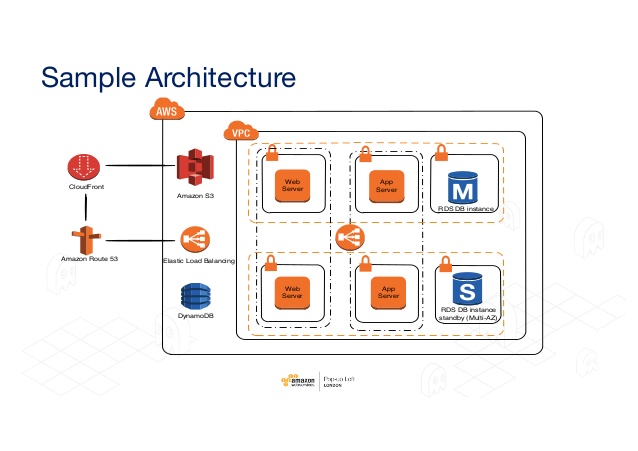 Sample Architecture
AWS
VPC
CloudFront
Amazon S3
Web
Server
App
Server
M
RDS DB instance
Amazon Route 53
Elastic Load Balancing
DynamoDB
Web
Server
App
Server
S
RDS DB instance
standby (Multi-AZ)
amazon
web services
Pop-up Loft
LONDON